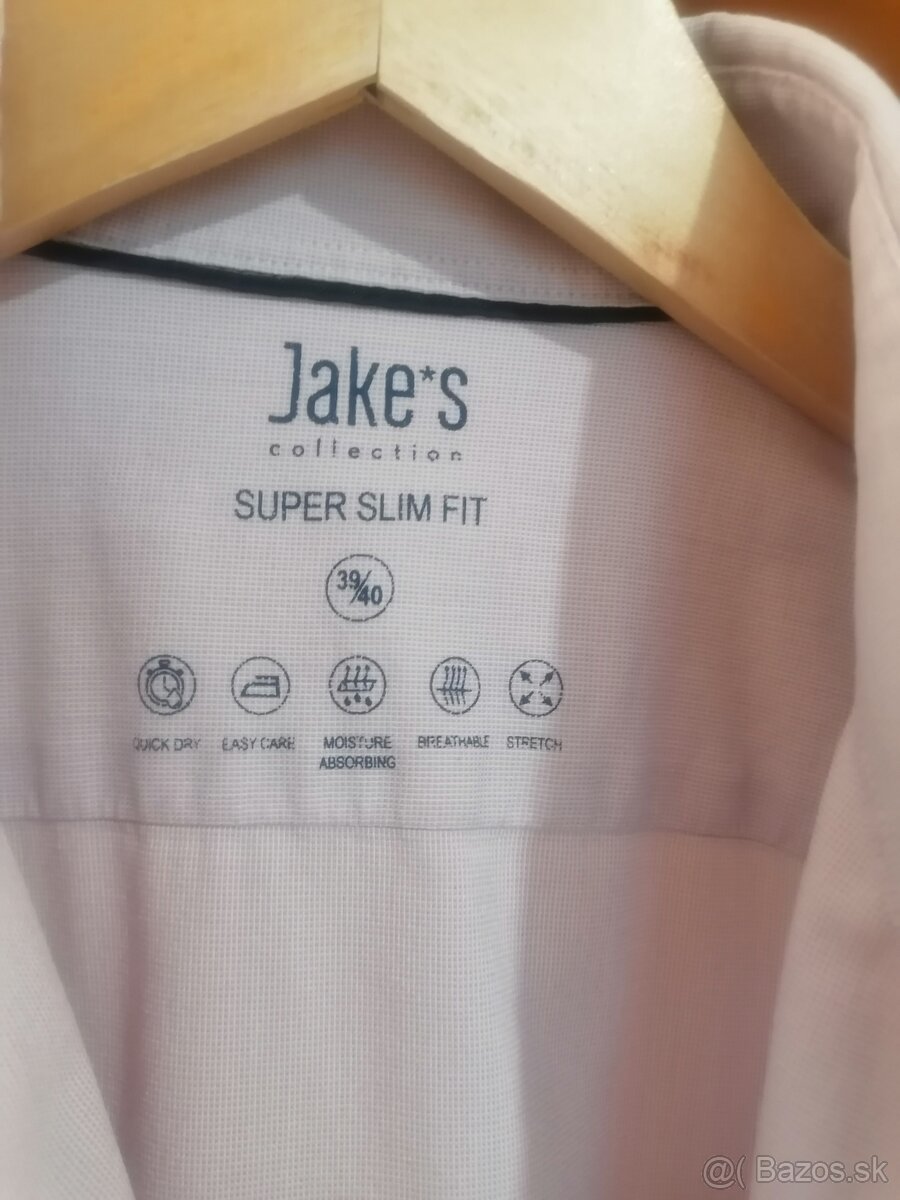 Jake*s
collection
SUPER SLIM FIT
39/40
QUICK DRY EASY CARE MOISTURE ABSORBING BREATHABLE STRETCH
@( Bazos.sk